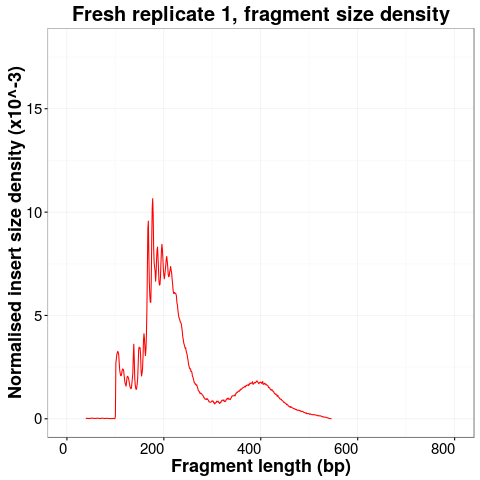 Fresh replicate 1, fragment size density
Normalised insert size density (x10^-3)
15
10
5
0
0 200 400 600 800
Fragment length (bp)